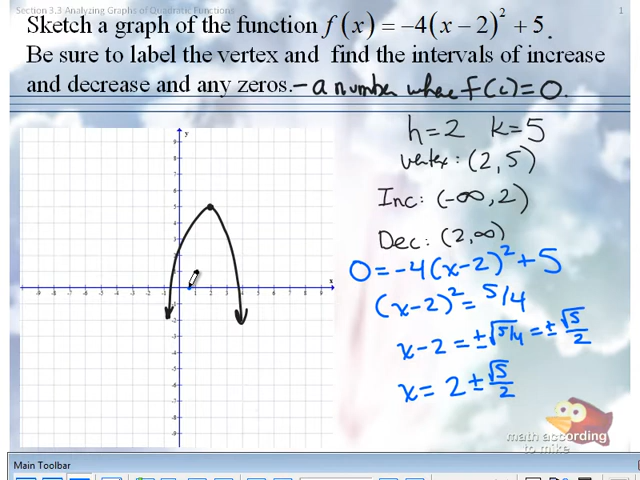 Section 3.3 Analyzing Graphs of Quadratic Functions 1
Sketch a graph of the function f(x) = −4(x − 2)² + 5.
Be sure to label the vertex and find the intervals of increase
and decrease and any zeros. – a number where f(c)=0.
h=2 k=5
vertex: (2,5)
Inc: (-∞,2)
Dec: (2,∞)
0=-4(x-2)²+5
(x-2)²=5/4
x-2=±√5/4=±√5/2
x= 2±√5/2
y
x
math according
to mike
Main Toolbar